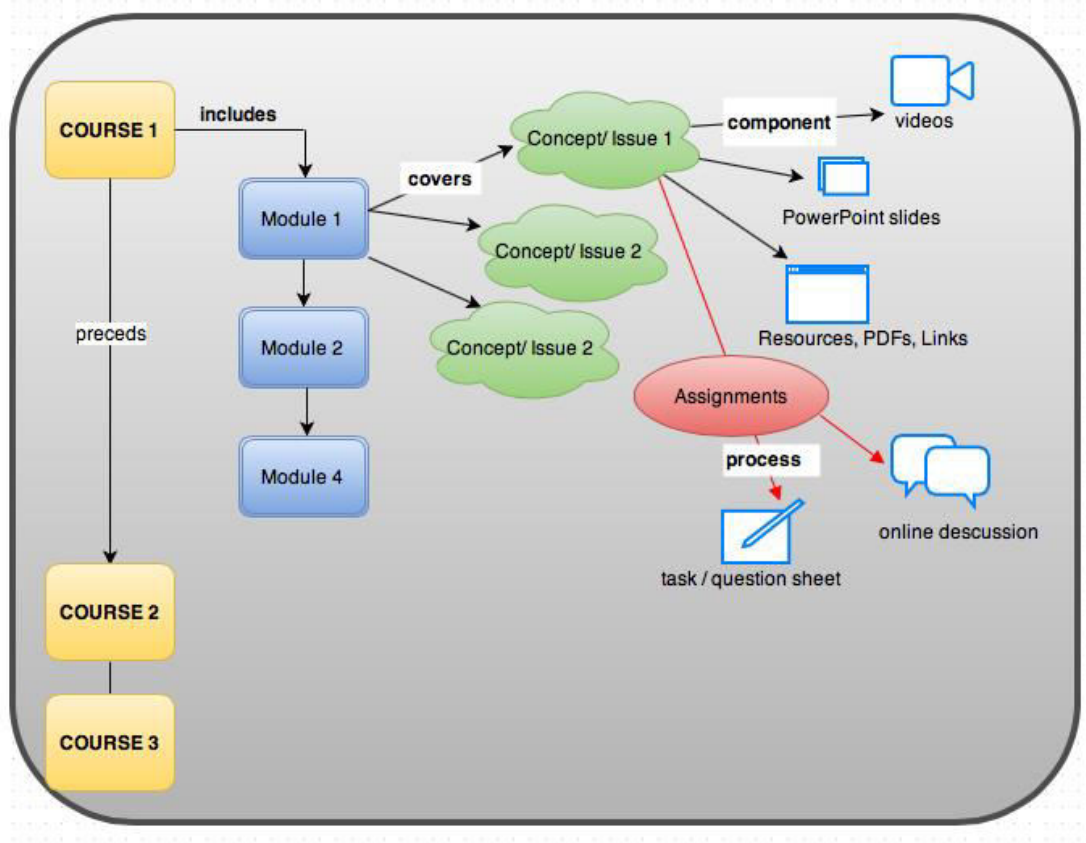 COURSE 1
includes
Module 1
covers
Concept/ Issue 1
component
videos
PowerPoint slides
Concept/ Issue 2
Resources, PDFs, Links
Concept/ Issue 2
preceds
Module 2
Assignments
process
Module 4
online descussion
task / question sheet
COURSE 2
COURSE 3